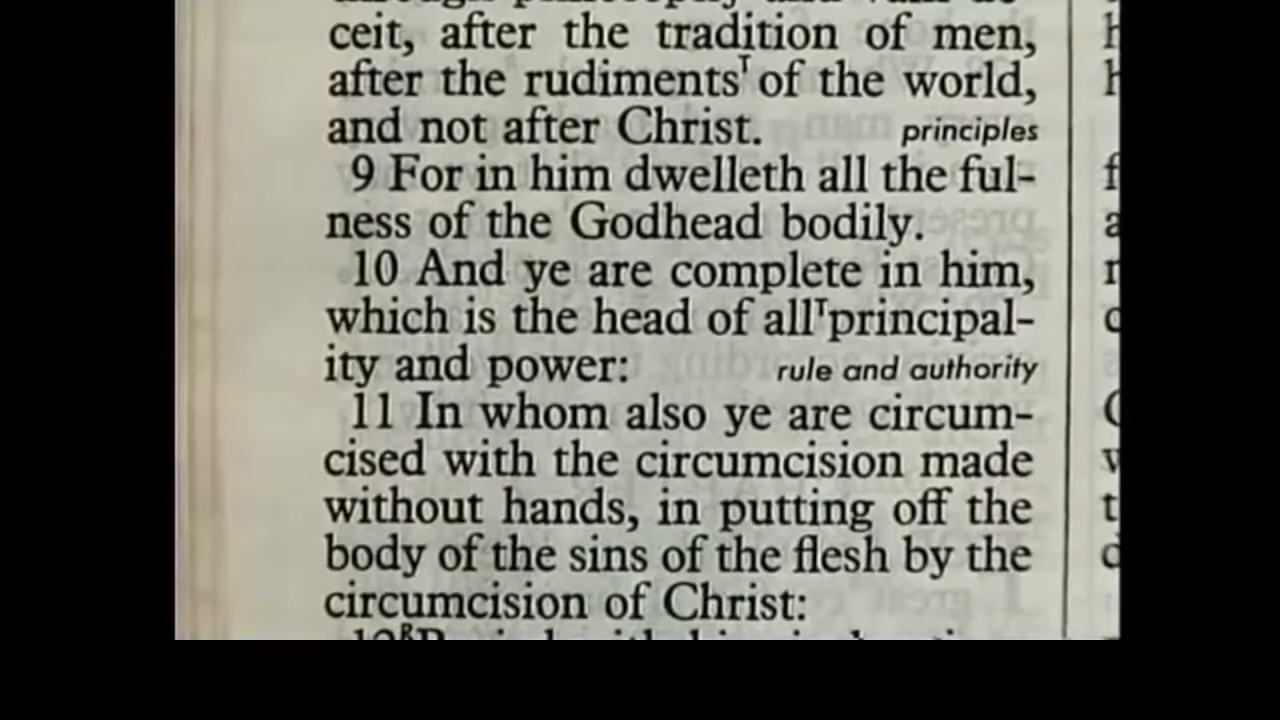 ceit, after the tradition of men,
after the rudimentsᵀ of the world,
and not after Christ. principles
9 For in him dwelleth all the ful-
ness of the Godhead bodily.
10 And ye are complete in him,
which is the head of allᵀprincipal-
ity and power: rule and authority
11 In whom also ye are circum-
cised with the circumcision made
without hands, in putting off the
body of the sins of the flesh by the
circumcision of Christ: